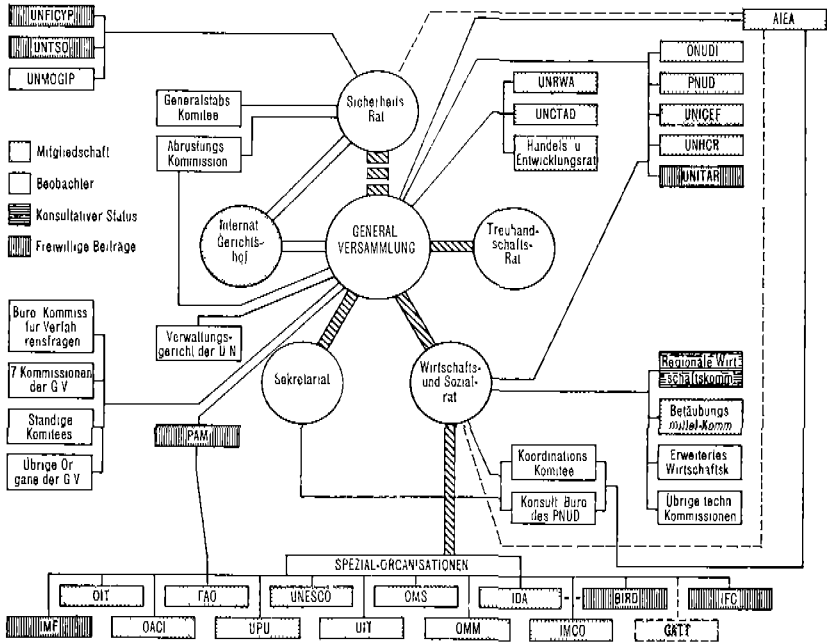 UNFICYP
UNTSO
UNMOGIP
AIEA
Generalstabs
Komitee
Abrüstungs
Kommission
Sicherheits
Rat
UNRWA
UNCTAD
Handels u
Entwicklungsrat
ONUDI
PNUD
UNICEF
UNHCR
UNITAR
Mitgliedschaft
Beobachter
Konsultativer Status
Freiwillige Beiträge
Internat
Gerichts-
hof
GENERAL
VERSAMMLUNG
Treuhand-
schafts-
Rat
Büro Kommiss
für Verfah
rensfragen
7 Kommissionen
der G V
Ständige
Komitees
Übrige Or
gane der G V
Verwaltungs-
gericht der U N
PAM
Sekretariat
Wirtschafts-
und Sozial-
rat
Regionale Wirt
schaftskomm
Betäubungs
mittel-Komm
Erweitertes
Wirtschaftsk
Übrige techn
Kommissionen
Koordinations
Komitee
Konsult Büro
des PNUD
SPEZIAL-ORGANISATIONEN
OIT
FAO
UNESCO
OMS
IDA
BIRD
IFC
IMF
OACI
UPU
UIT
OMM
IMCO
GATT